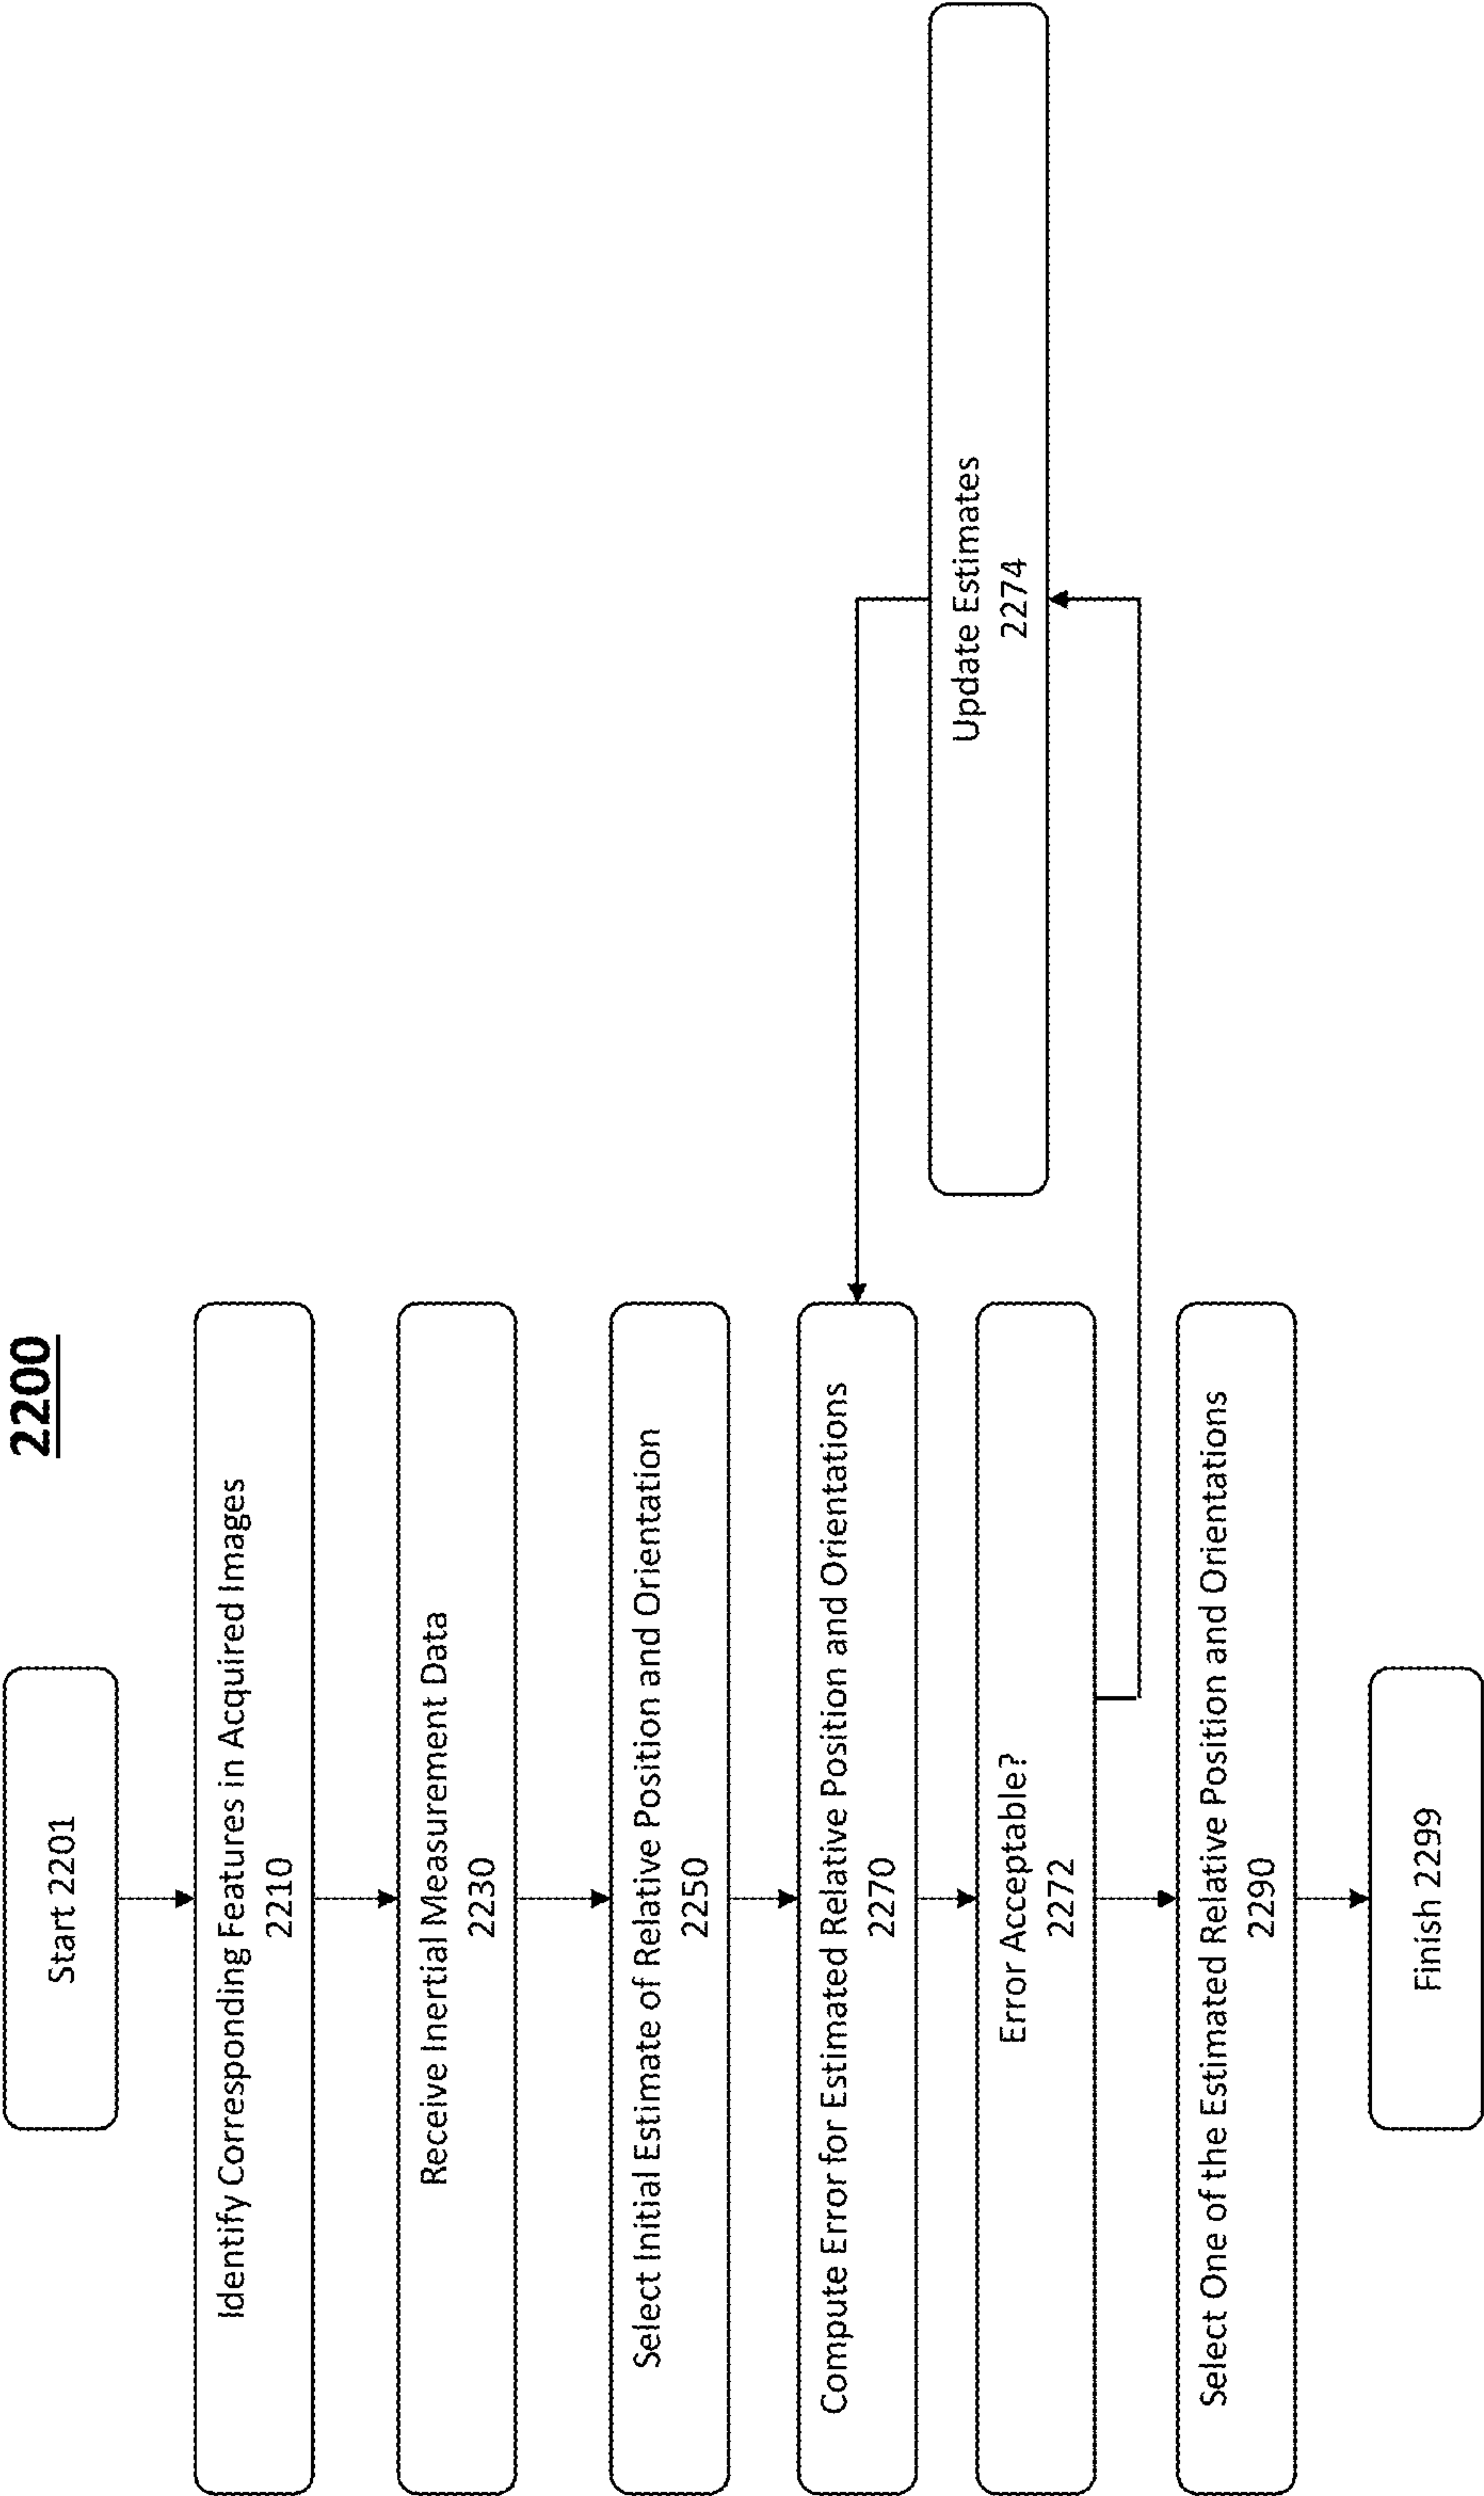 2200
Start 2201
Identify Corresponding Features in Acquired Images
2210
Receive Inertial Measurement Data
2230
Select Initial Estimate of Relative Position and Orientation
2250
Compute Error for Estimated Relative Position and Orientations
2270
Error Acceptable?
2272
Update Estimates
2274
Select One of the Estimated Relative Position and Orientations
2290
Finish 2299